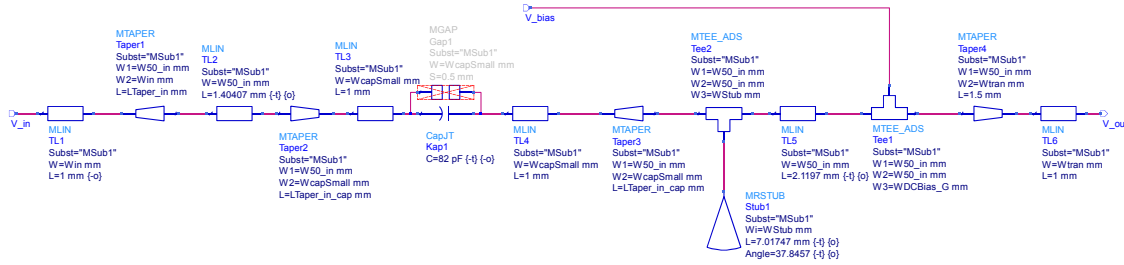 V_bias
MTAPER
Taper1
Subst="MSub1"
W1=W50_in mm
W2=Win mm
L=LTaper_in mm
MLIN
TL2
Subst="MSub1"
W=W50_in mm
L=1.40407 mm {-t} {o}
MLIN
TL3
Subst="MSub1"
W=WcapSmall mm
L=1 mm
MGAP
Gap1
Subst="MSub1"
W=WcapSmall mm
S=0.5 mm
MTEE_ADS
Tee2
Subst="MSub1"
W1=W50_in mm
W2=W50_in mm
W3=WStub mm
MTAPER
Taper4
Subst="MSub1"
W1=W50_in mm
W2=Wtran mm
L=1.5 mm
V_in
V_ou
MLIN
TL1
Subst="MSub1"
W=Win mm
L=1 mm {-o}
MTAPER
Taper2
Subst="MSub1"
W1=W50_in mm
W2=WcapSmall mm
L=LTaper_in_cap mm
CapJT
Kap1
C=82 pF {-t} {-o}
MLIN
TL4
Subst="MSub1"
W=WcapSmall mm
L=1 mm
MTAPER
Taper3
Subst="MSub1"
W1=W50_in mm
W2=WcapSmall mm
L=LTaper_in_cap mm
MLIN
TL5
Subst="MSub1"
W=W50_in mm
L=2.1197 mm {-t} {o}
MTEE_ADS
Tee1
Subst="MSub1"
W1=W50_in mm
W2=W50_in mm
W3=WDCBias_G mm
MLIN
TL6
Subst="MSub1"
W=Wtran mm
L=1 mm
MRSTUB
Stub1
Subst="MSub1"
Wi=WStub mm
L=7.01747 mm {-t} {o}
Angle=37.8457 {-t} {o}